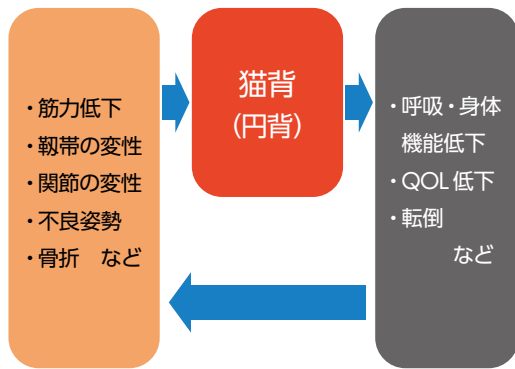 ・筋力低下
・靱帯の変性
・関節の変性
・不良姿勢
・骨折　など
猫背
(円背)
・呼吸・身体
機能低下
・QOL 低下
・転倒
など